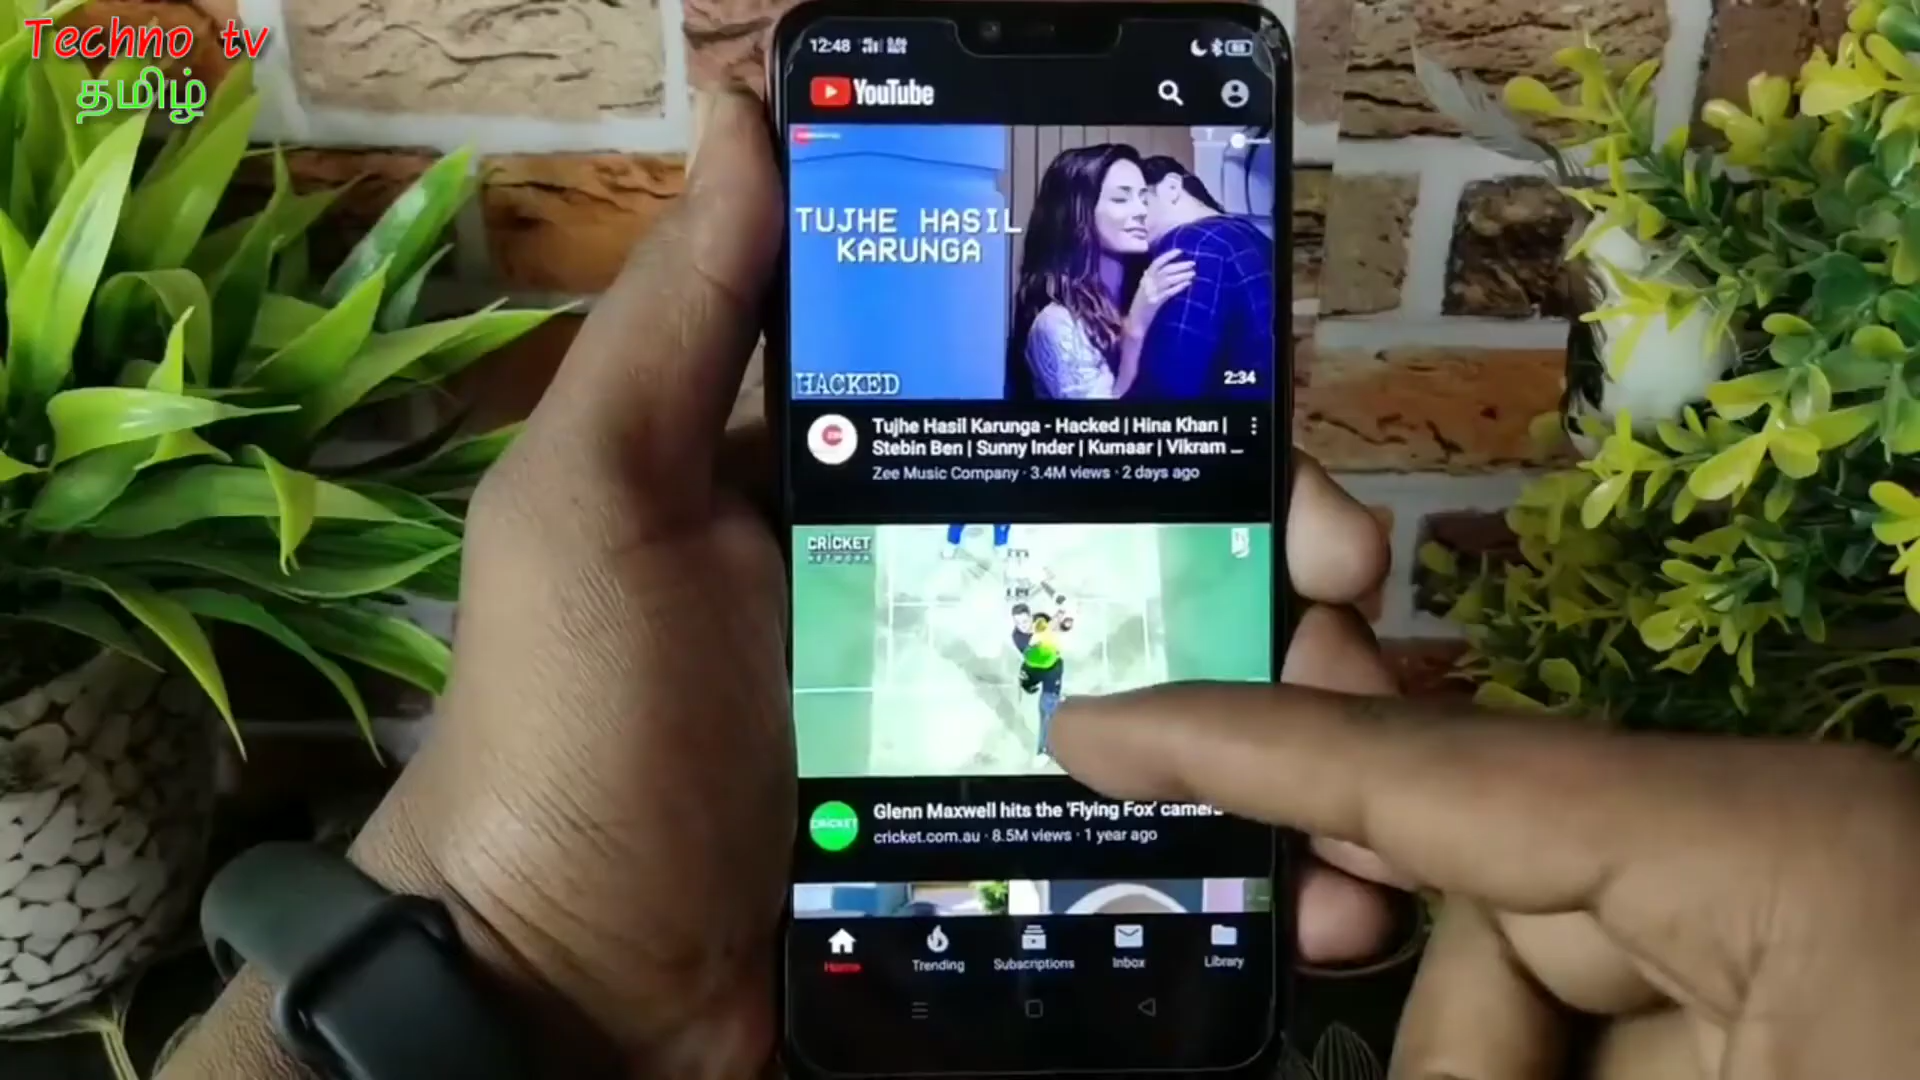 Techno tv
தமிழ்
12:48
YouTube
TUJHE HASIL
KARUNGA
HACKED
2:34
Tujhe Hasil Karunga - Hacked | Hina Khan |
Stebin Ben | Sunny Inder | Kumaar | Vikram ...
Zee Music Company · 3.4M views · 2 days ago
CRICKET
NETWORK
Glenn Maxwell hits the 'Flying Fox' camera
CRICKET
cricket.com.au · 8.5M views · 1 year ago
Home
Trending
Subscriptions
Inbox
Library